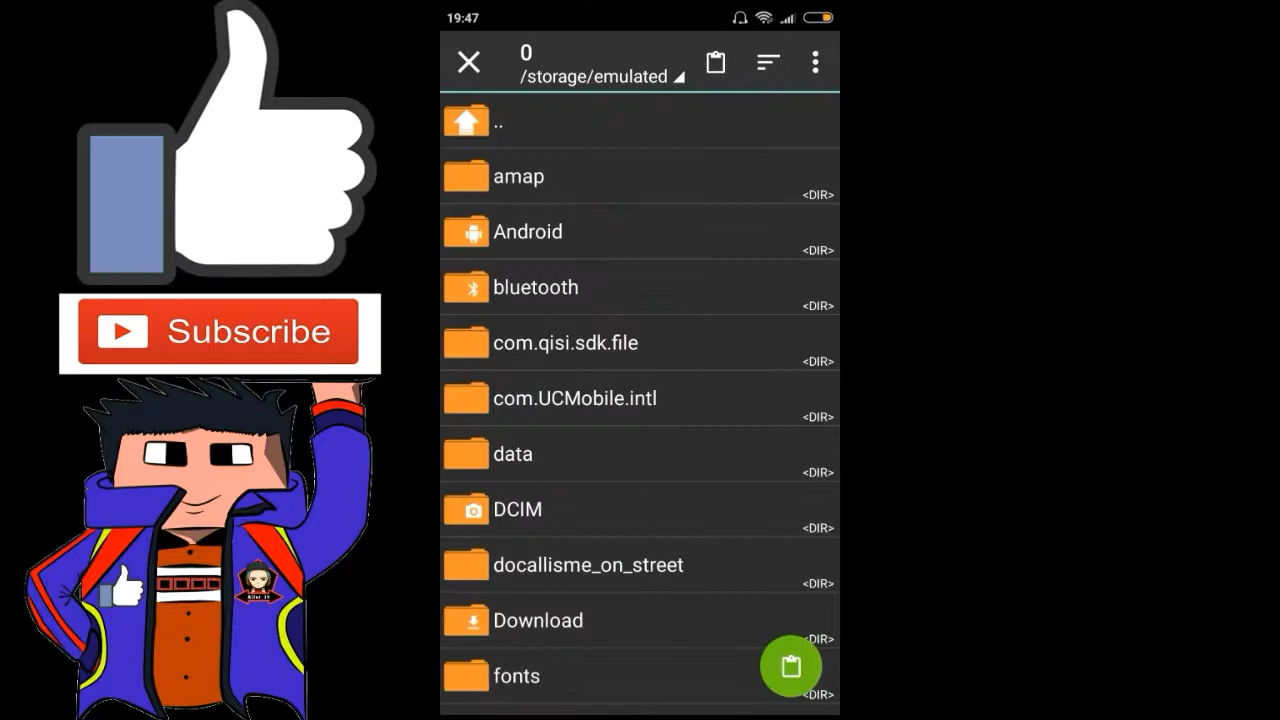 19:47
0
/storage/emulated
..
amap
<DIR>
Android
<DIR>
bluetooth
<DIR>
com.qisi.sdk.file
<DIR>
com.UCMobile.intl
<DIR>
data
<DIR>
DCIM
<DIR>
docallisme_on_street
<DIR>
Download
<DIR>
fonts
<DIR>
Subscribe